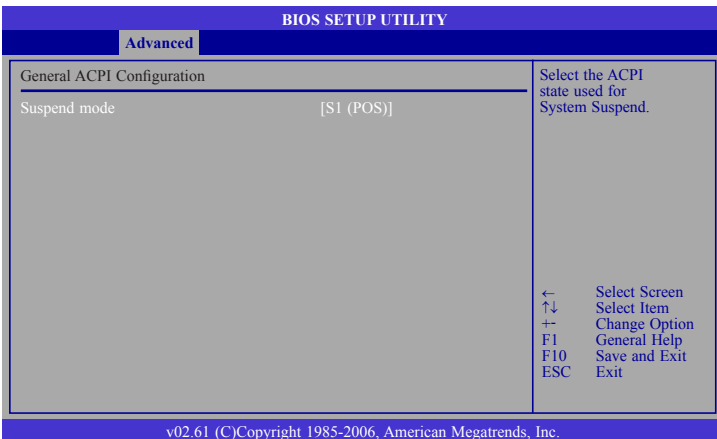 BIOS SETUP UTILITY
Advanced
General ACPI Configuration
Suspend mode [S1 (POS)]
Select the ACPI
state used for
System Suspend.
← Select Screen
↑↓ Select Item
+- Change Option
F1 General Help
F10 Save and Exit
ESC Exit
v02.61 (C)Copyright 1985-2006, American Megatrends, Inc.